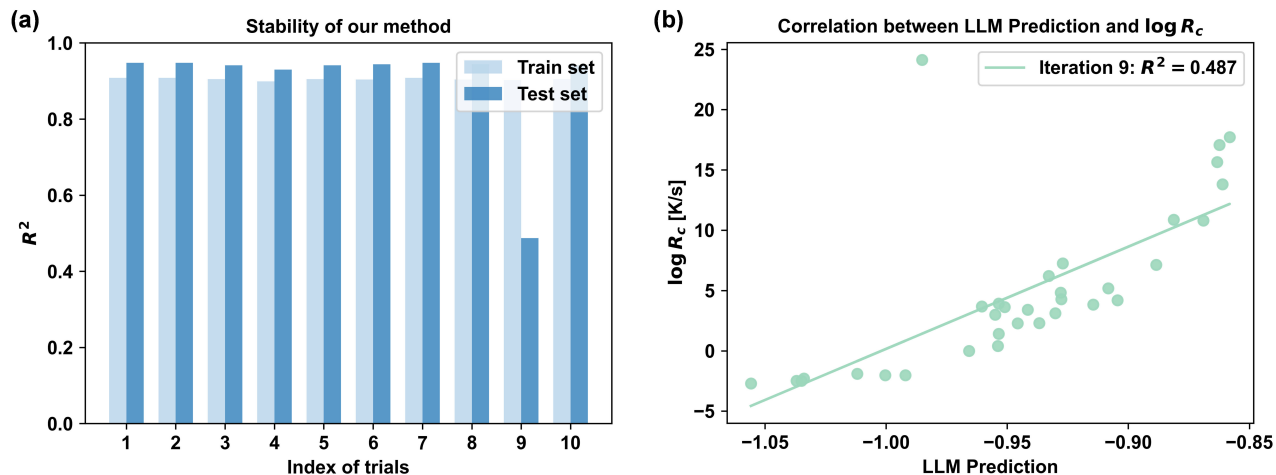 (a)
Stability of our method
1.0
0.8
0.6
0.4
0.2
0.0
R²
Train set
Test set
1 2 3 4 5 6 7 8 9 10
Index of trials
(b)
Correlation between LLM Prediction and log R_c
25
20
15
10
5
0
−5
log R_c [K/s]
Iteration 9: R² = 0.487
−1.05 −1.00 −0.95 −0.90 −0.85
LLM Prediction